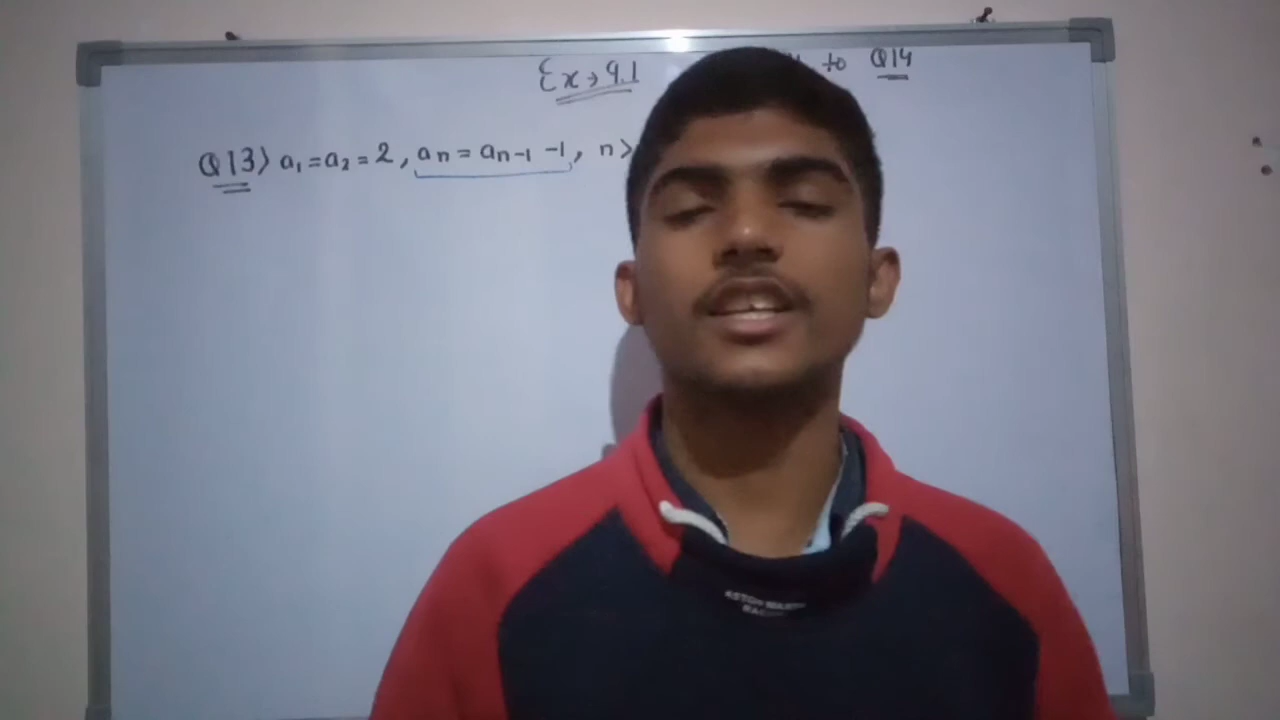 Ex → 9.1 to Q14
Q13) a₁ = a₂ = 2, aₙ = aₙ₋₁ - 1, n >